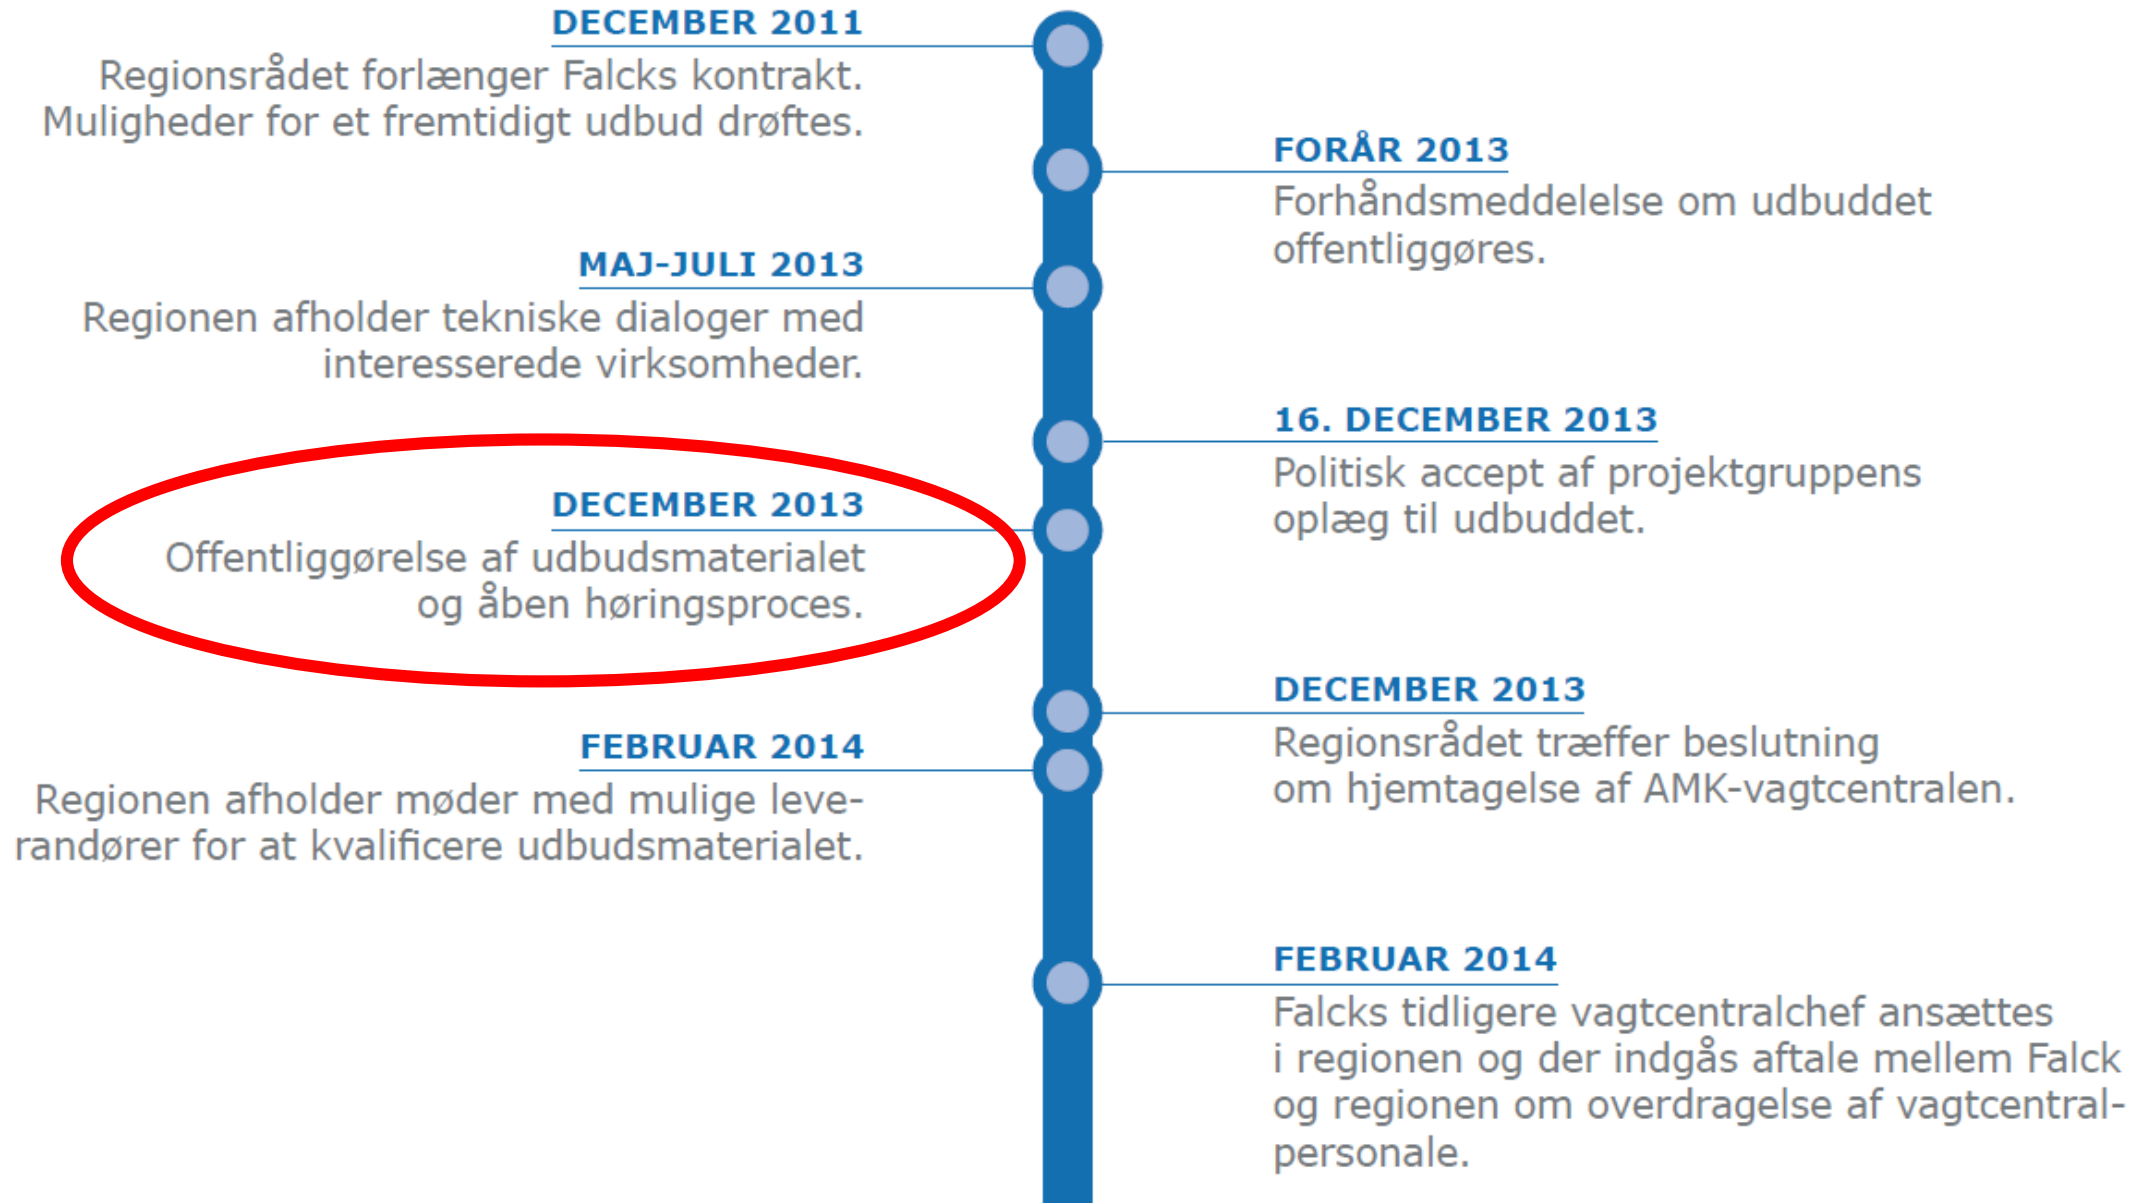 DECEMBER 2011
Regionsrådet forlænger Falcks kontrakt.
Muligheder for et fremtidigt udbud drøftes.
FORÅR 2013
Forhåndsmeddelelse om udbuddet
offentliggøres.
MAJ-JULI 2013
Regionen afholder tekniske dialoger med
interesserede virksomheder.
16. DECEMBER 2013
Politisk accept af projektgruppens
oplæg til udbuddet.
DECEMBER 2013
Offentliggørelse af udbudsmaterialet
og åben høringsproces.
DECEMBER 2013
Regionsrådet træffer beslutning
om hjemtagelse af AMK-vagtcentralen.
FEBRUAR 2014
Regionen afholder møder med mulige leve-
randører for at kvalificere udbudsmaterialet.
FEBRUAR 2014
Falcks tidligere vagtcentralchef ansættes
i regionen og der indgås aftale mellem Falck
og regionen om overdragelse af vagtcentral-
personale.